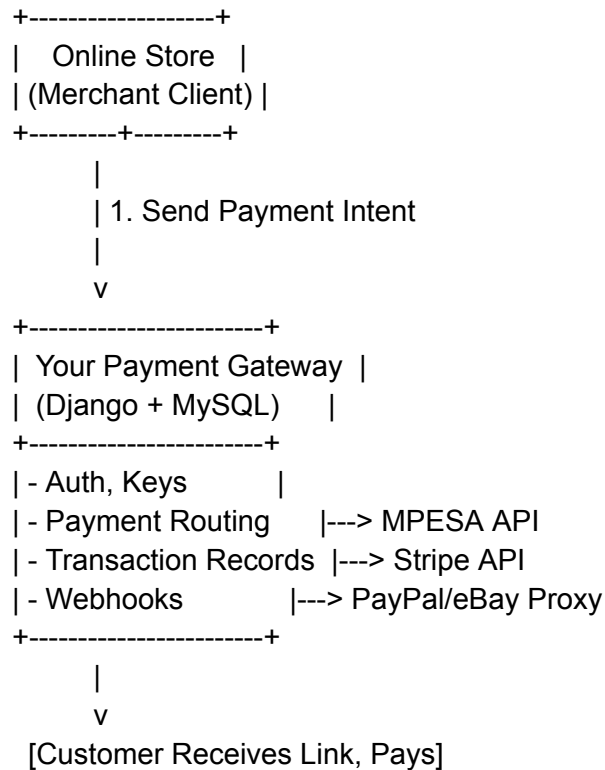 +-------------------+
|    Online Store   |
| (Merchant Client) |
+---------+---------+
|
| 1. Send Payment Intent
|
v
+------------------------+
|  Your Payment Gateway  |
|  (Django + MySQL)      |
+------------------------+
| - Auth, Keys        |
| - Payment Routing      |---> MPESA API
| - Transaction Records  |---> Stripe API
| - Webhooks             |---> PayPal/eBay Proxy
+------------------------+
|
v
[Customer Receives Link, Pays]